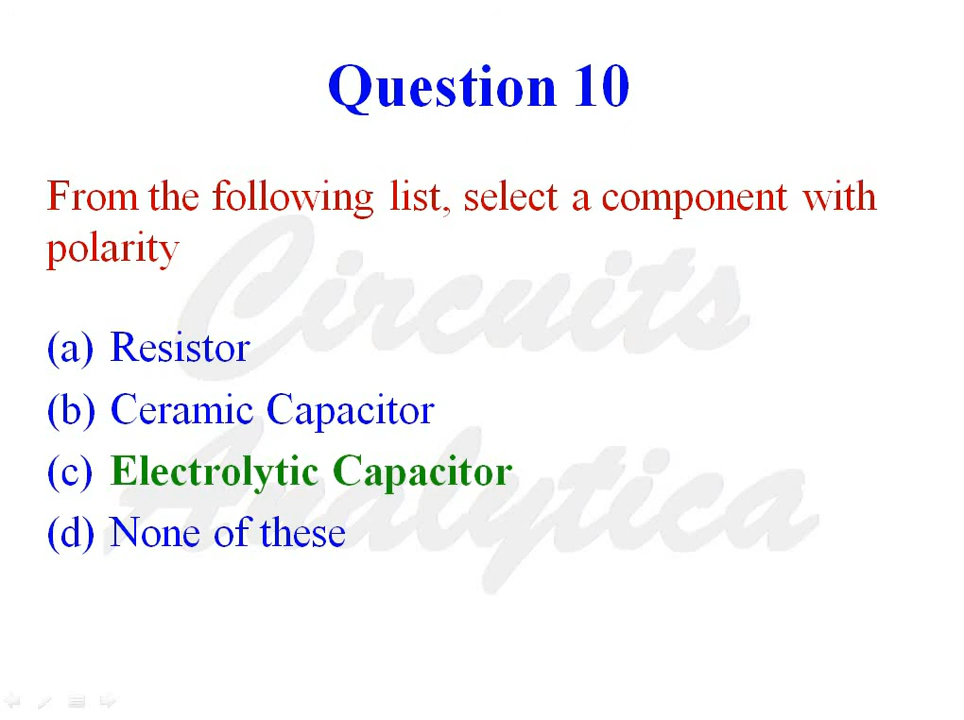 Question 10
From the following list, select a component with
polarity
Circuits
(a) Resistor
(b) Ceramic Capacitor
(c) Electrolytic Capacitor
Analytica
(d) None of these